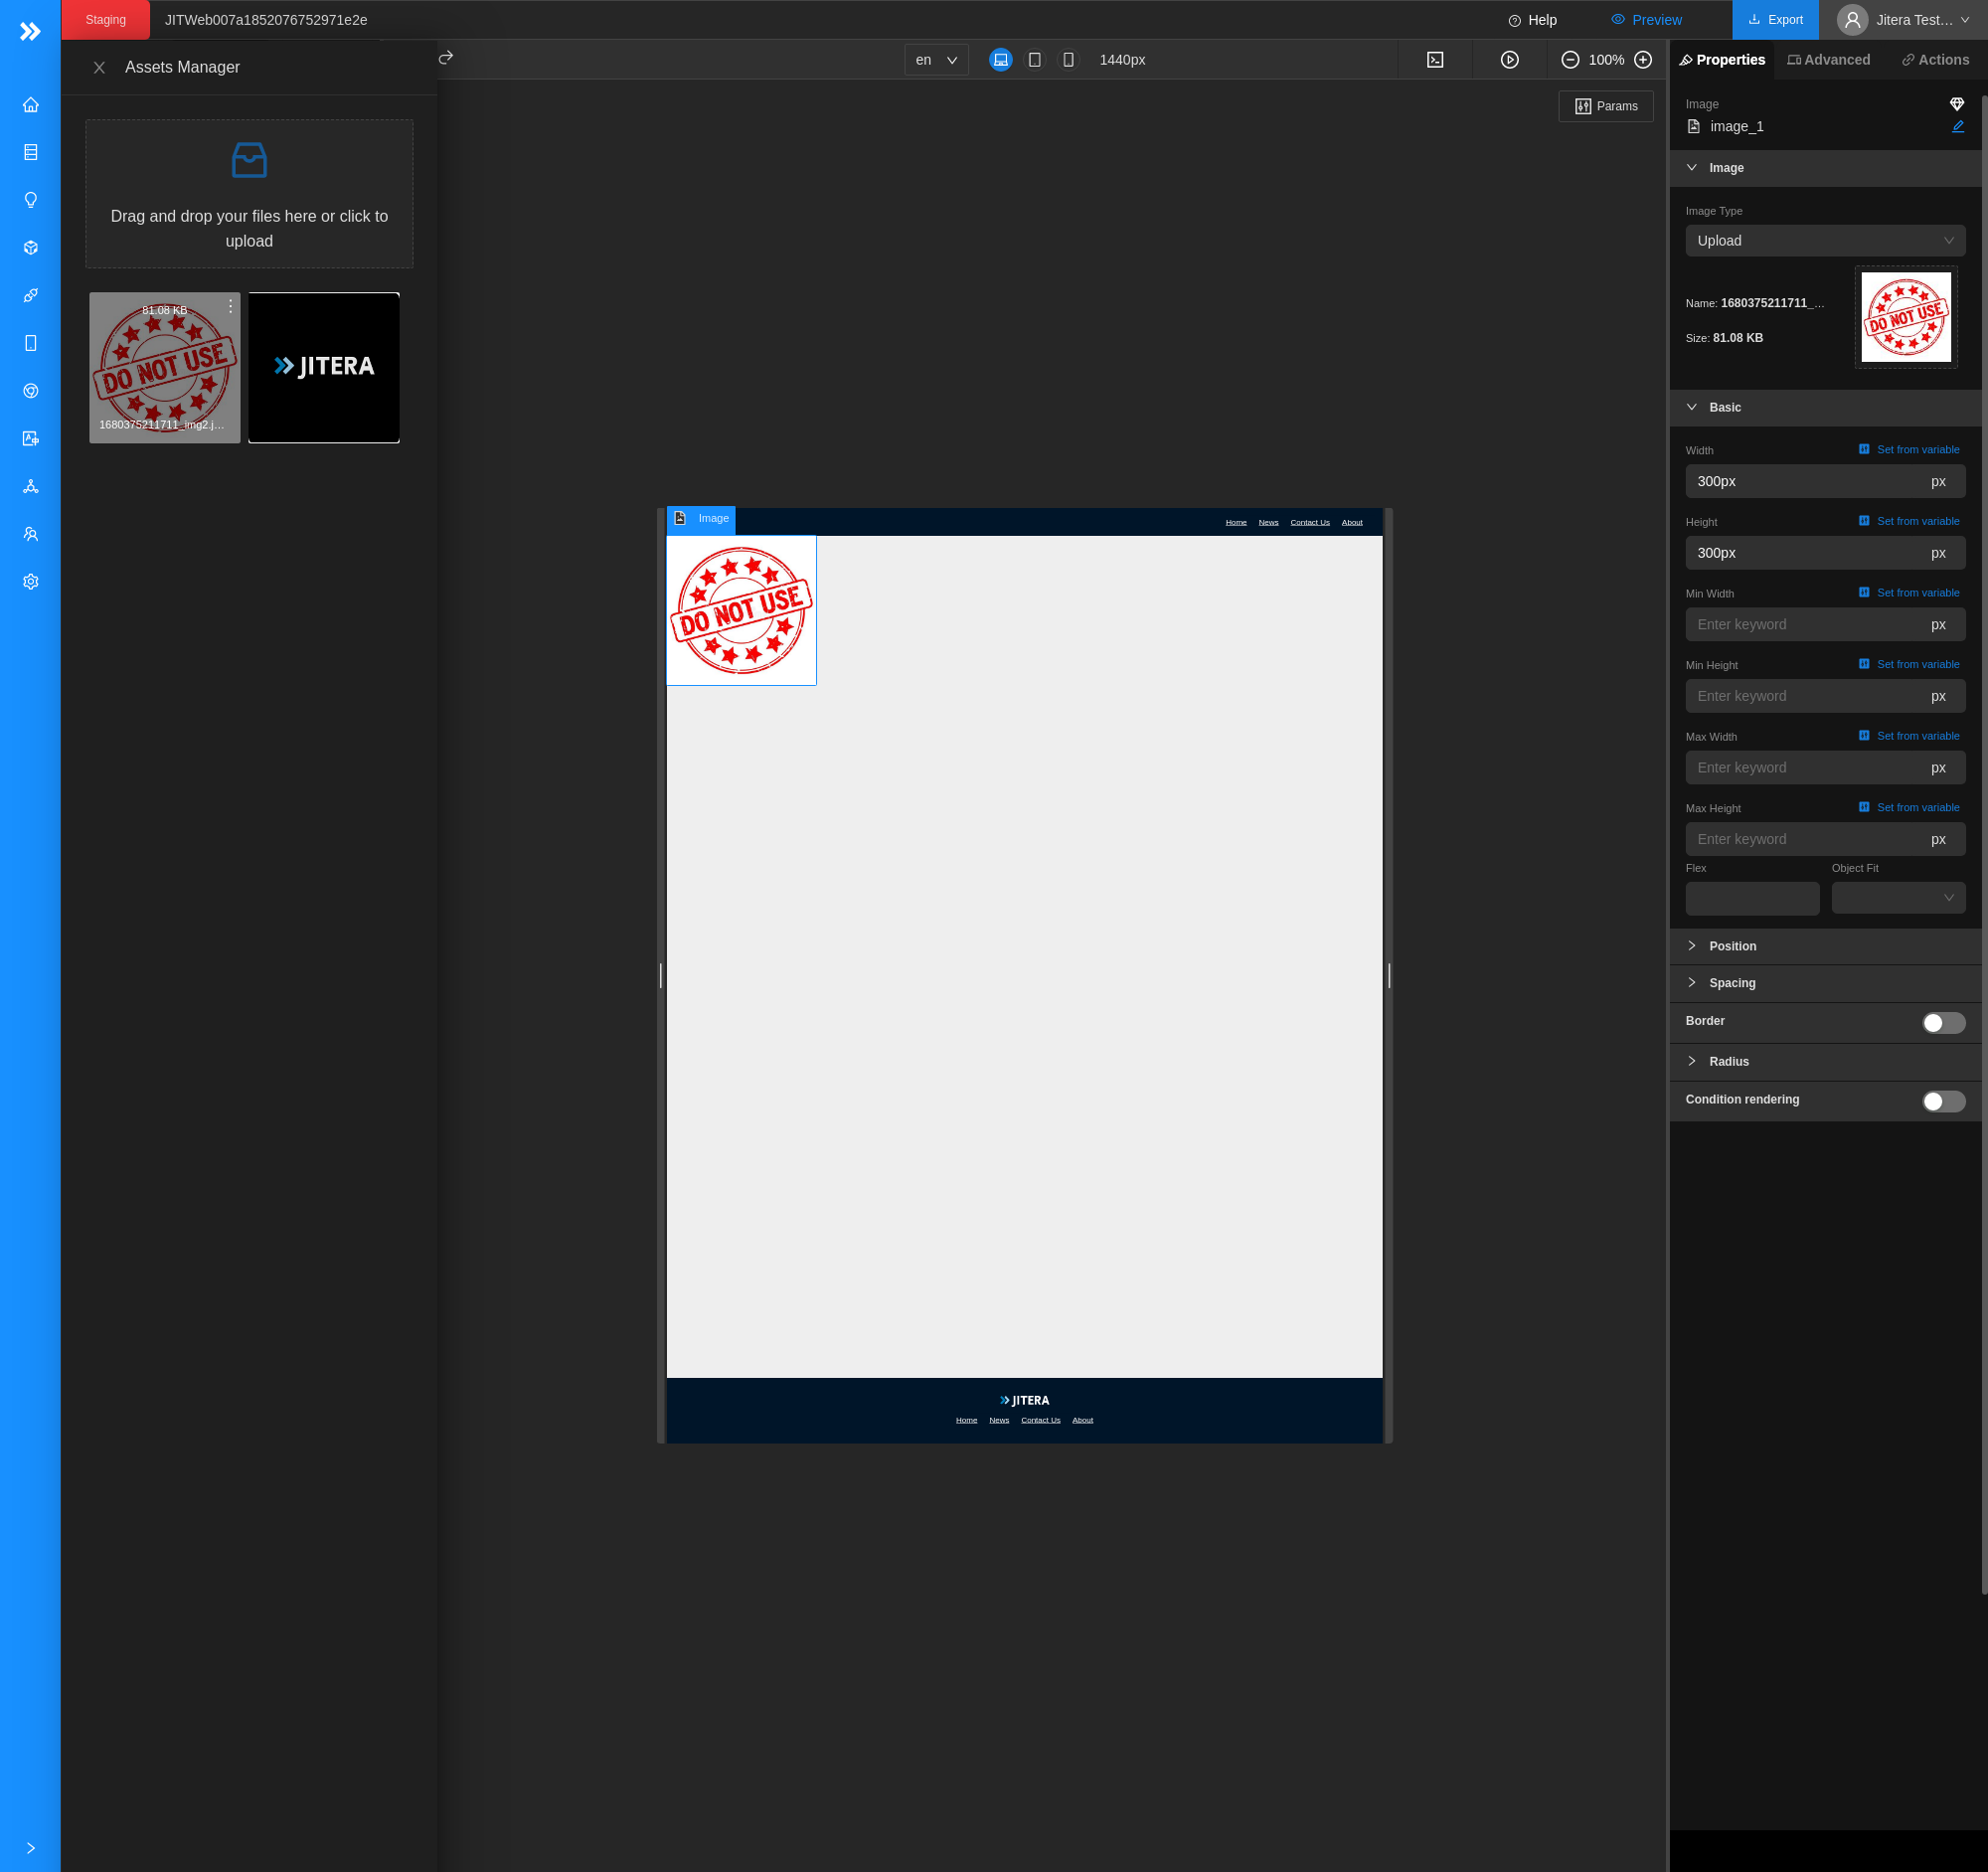 Staging
JITWeb007a1852076752971e2e
Help
Preview
Export
Jitera Test…
Assets Manager
en
1440px
100%
Properties
Advanced
Actions
Params
Drag and drop your files here or click to
upload
81.08 KB
DO NOT USE
1680375211711_img2.j…
JITERA
Image
Home
News
Contact Us
About
DO NOT USE
JITERA
Home
News
Contact Us
About
Image
image_1
Image
Image Type
Upload
Name: 1680375211711_…
Size: 81.08 KB
DO NOT USE
Basic
Width
Set from variable
300px
px
Height
Set from variable
300px
px
Min Width
Set from variable
Enter keyword
px
Min Height
Set from variable
Enter keyword
px
Max Width
Set from variable
Enter keyword
px
Max Height
Set from variable
Enter keyword
px
Flex
Object Fit
Position
Spacing
Border
Radius
Condition rendering